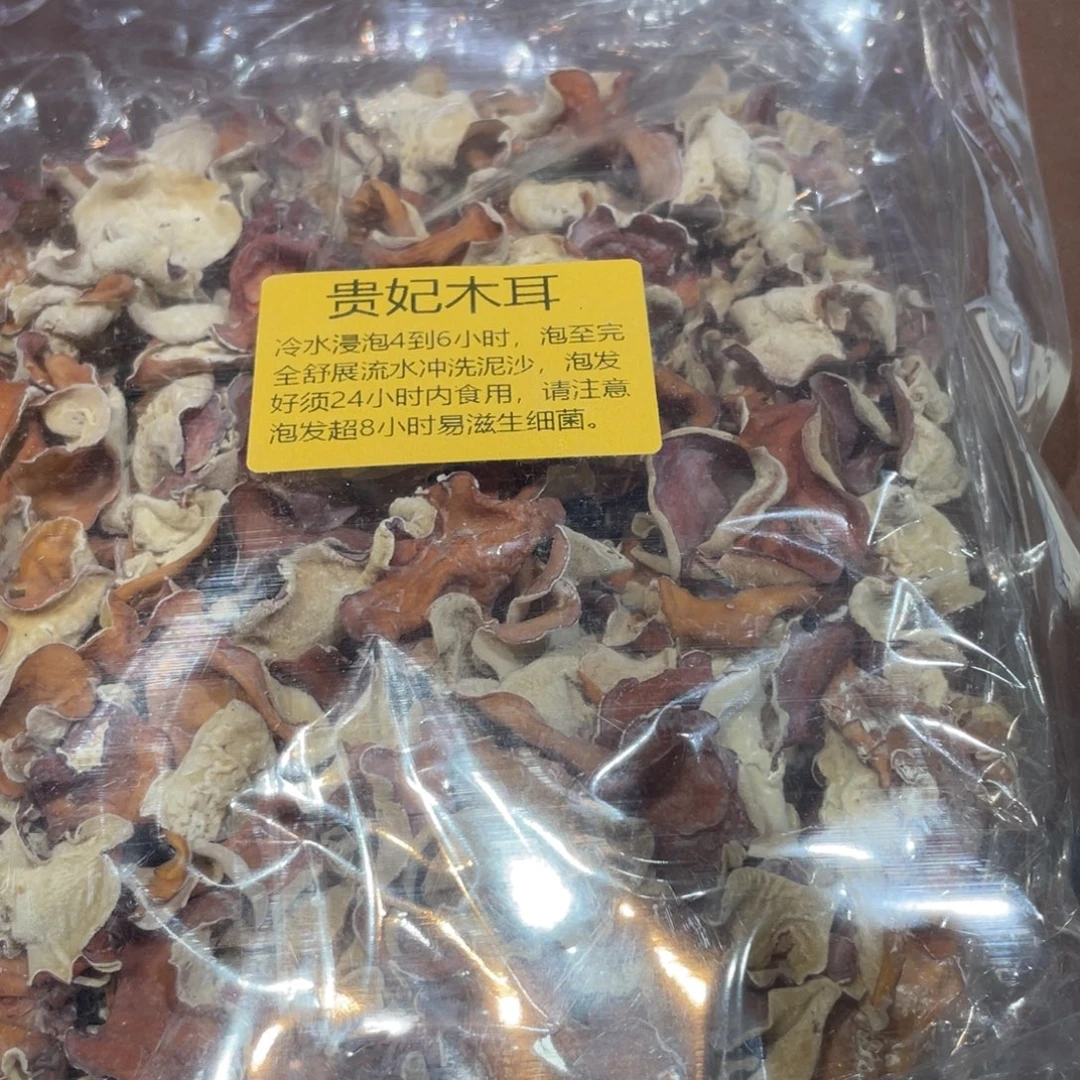 贵妃木耳
冷水浸泡4到6小时，泡至完
全舒展流水冲洗泥沙，泡发
好须24小时内食用，请注意
泡发超8小时易滋生细菌。